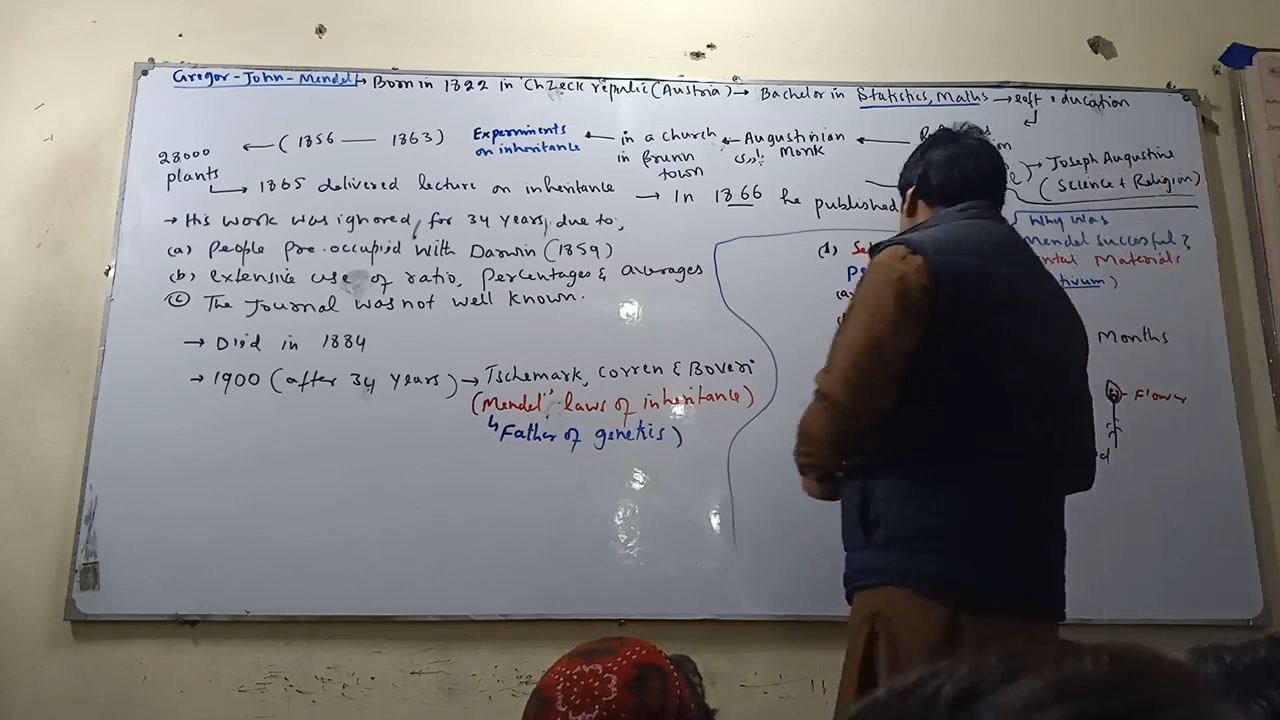 Gregor-John-Mendel → Born in 1822 in Chzeck republic (Austria) → Bachelor in Statistics, Maths → left education
28000 plants ← (1856 — 1863) Experiments on inheritance ← in a church in Brunn town ← Augustinian Monk ←
→ 1865 delivered lecture on inheritance → In 1866 he published
Joseph Augustine
(Science + Religion)
→ His work was ignored for 34 years due to,
(a) People pre-occupied with Darwin (1859)
(b) extensive use of ratio, percentages & averages
(c) The Journal was not well known.
→ Died in 1884
→ 1900 (after 34 years) → Tschemark, Corren & Boveri
(Mendel's laws of inheritance)
↳ Father of genetics)
Why was
Mendel succesful ?
Materials
(1)
(a)
Months
- Flower